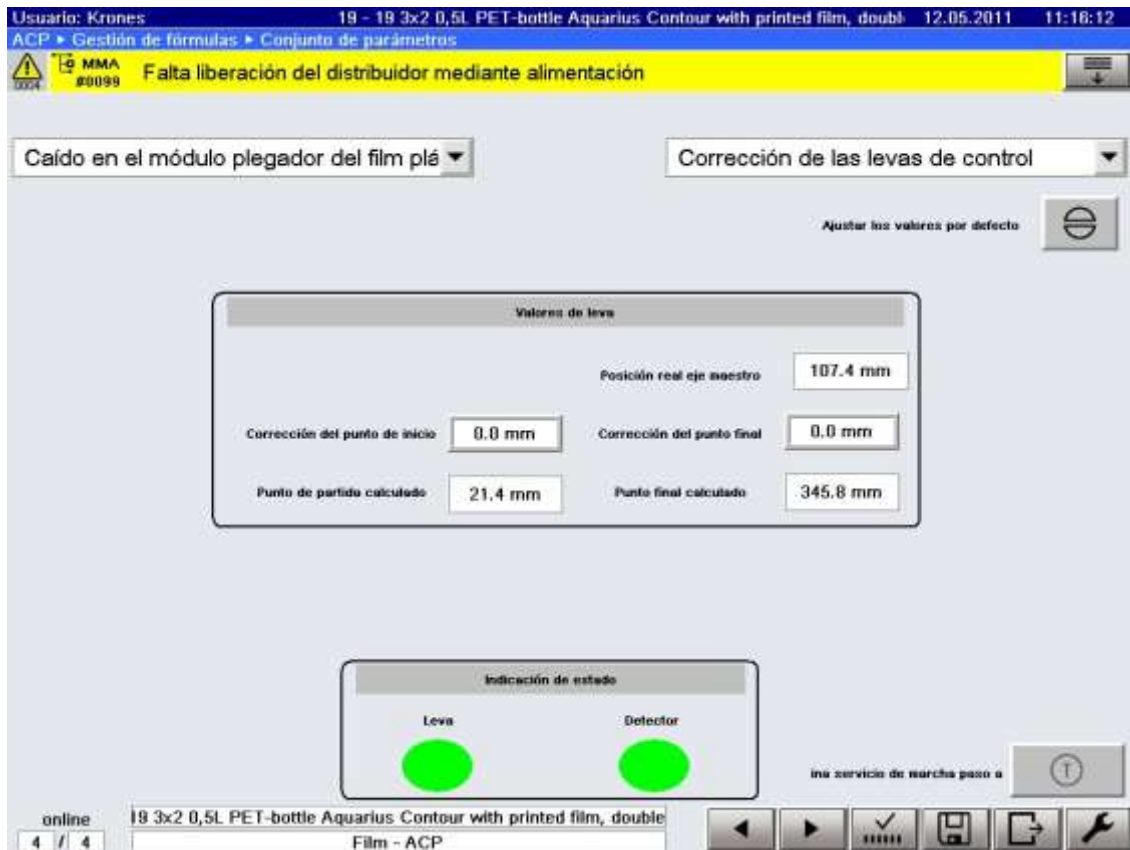 Usuario: Krones 19 - 19 3x2 0,5L PET-bottle Aquarius Contour with printed film, doubl 12.05.2011 11:16:12
ACP ▸ Gestión de fórmulas ▸ Conjunto de parámetros
MMA
0004 #0099 Falta liberación del distribuidor mediante alimentación
Caído en el módulo plegador del film plá Corrección de las levas de control
Ajustar los valores por defecto
Valores de leva
Posición real eje maestro 107.4 mm
Corrección del punto de inicio 0.0 mm Corrección del punto final 0.0 mm
Punto de partida calculado 21.4 mm Punto final calculado 345.8 mm
Indicación de estado
Leva Detector
ina servicio de marcha paso a T
online 19 3x2 0,5L PET-bottle Aquarius Contour with printed film, double
4 / 4 Film - ACP